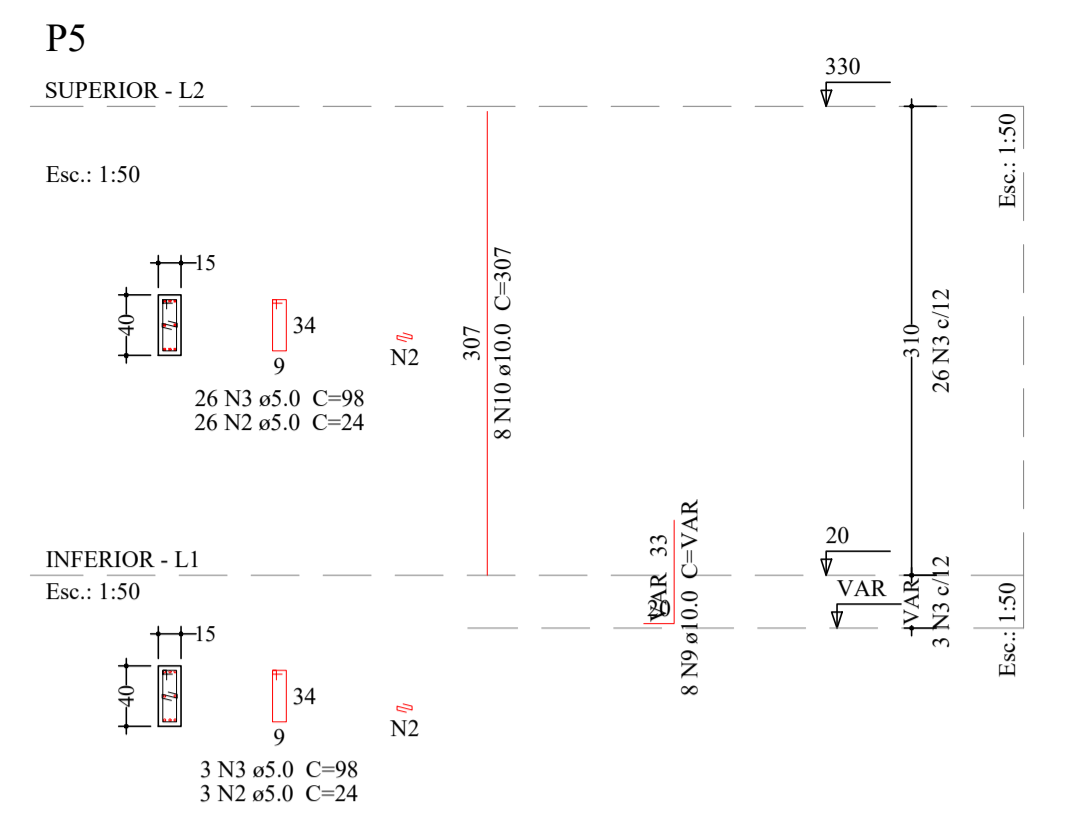 P5
SUPERIOR - L2
330
Esc.: 1:50
Esc.: 1:50
15
40
34
9
N2
26 N3 ø5.0 C=98
26 N2 ø5.0 C=24
307
8 N10 ø10.0 C=307
310
26 N3 c/12
INFERIOR - L1
20
Esc.: 1:50
VAR
VAR 33
20
8 N9 ø10.0 C=VAR
VAR
3 N3 c/12
Esc.: 1:50
15
40
34
9
N2
3 N3 ø5.0 C=98
3 N2 ø5.0 C=24